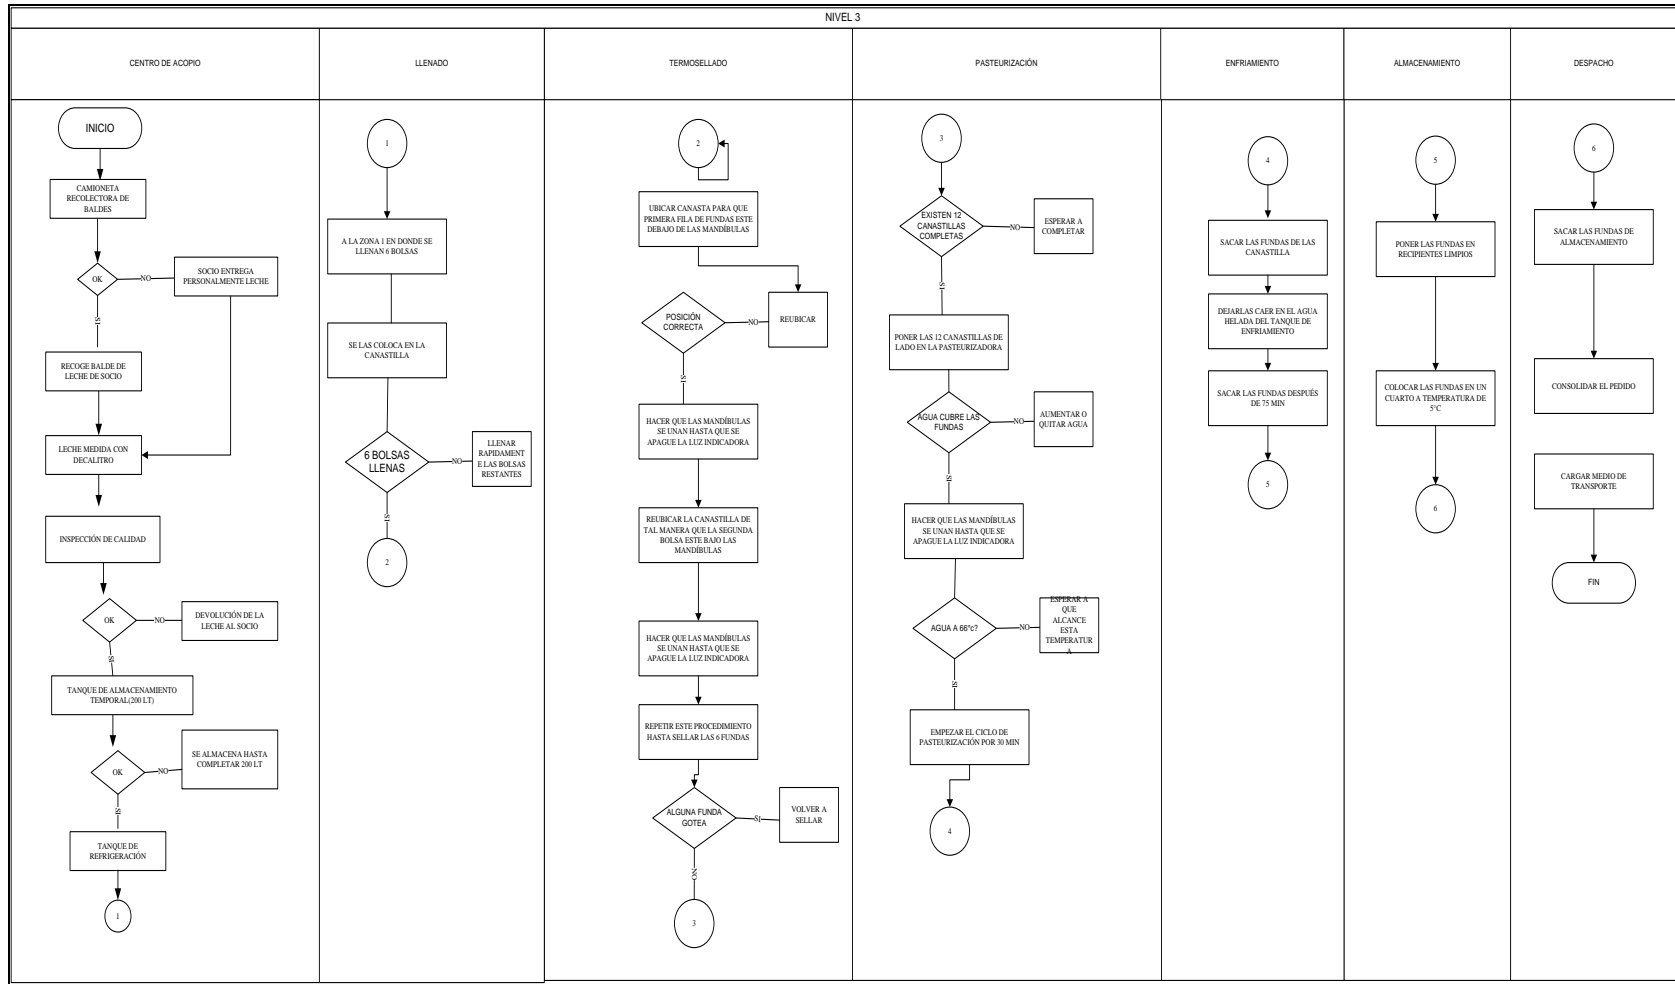 NIVEL 3
CENTRO DE ACOPIO
INICIO
CAMIONETA
RECOLECTORA DE
BALDES
OK
NO
SOCIO ENTREGA
PERSONALMENTE LECHE
SI
RECOGE BALDE DE
LECHE DE SOCIO
LECHE MEDIDA CON
DECALITRO
INSPECCIÓN DE CALIDAD
OK
NO
DEVOLUCIÓN DE LA
LECHE AL SOCIO
SI
TANQUE DE ALMACENAMIENTO
TEMPORAL(200 LT)
OK
NO
SE ALMACENA HASTA
COMPLETAR 200 LT
SI
TANQUE DE
REFRIGERACIÓN
1
LLENADO
1
A LA ZONA 1 EN DONDE SE
LLENAN 6 BOLSAS
SE LAS COLOCA EN LA
CANASTILLA
6 BOLSAS
LLENAS
NO
LLENAR
RAPIDAMENT
E LAS BOLSAS
RESTANTES
SI
2
TERMOSELLADO
2
UBICAR CANASTA PARA QUE
PRIMERA FILA DE FUNDAS ESTE
DEBAJO DE LAS MANDÍBULAS
POSICIÓN
CORRECTA
NO
REUBICAR
SI
HACER QUE LAS MANDÍBULAS
SE UNAN HASTA QUE SE
APAGUE LA LUZ INDICADORA
REUBICAR LA CANASTILLA DE
TAL MANERA QUE LA SEGUNDA
BOLSA ESTE BAJO LAS
MANDÍBULAS
HACER QUE LAS MANDÍBULAS
SE UNAN HASTA QUE SE
APAGUE LA LUZ INDICADORA
REPETIR ESTE PROCEDIMIENTO
HASTA SELLAR LAS 6 FUNDAS
ALGUNA FUNDA
GOTEA
SI
VOLVER A
SELLAR
NO
3
PASTEURIZACIÓN
3
EXISTEN 12
CANASTILLAS
COMPLETAS
NO
ESPERAR A
COMPLETAR
SI
PONER LAS 12 CANASTILLAS DE
LADO EN LA PASTEURIZADORA
AGUA CUBRE LAS
FUNDAS
NO
AUMENTAR O
QUITAR AGUA
SI
HACER QUE LAS MANDÍBULAS
SE UNAN HASTA QUE SE
APAGUE LA LUZ INDICADORA
AGUA A 66°c?
NO
ESPERAR A
QUE
ALCANCE
ESTA
TEMPERATUR
A
SI
EMPEZAR EL CICLO DE
PASTEURIZACIÓN POR 30 MIN
4
ENFRIAMIENTO
4
SACAR LAS FUNDAS DE LAS
CANASTILLA
DEJARLAS CAER EN EL AGUA
HELADA DEL TANQUE DE
ENFRIAMIENTO
SACAR LAS FUNDAS DESPUÉS
DE 75 MIN
5
ALMACENAMIENTO
5
PONER LAS FUNDAS EN
RECIPIENTES LIMPIOS
COLOCAR LAS FUNDAS EN UN
CUARTO A TEMPERATURA DE
5°C
6
DESPACHO
6
SACAR LAS FUNDAS DE
ALMACENAMIENTO
CONSOLIDAR EL PEDIDO
CARGAR MEDIO DE
TRANSPORTE
FIN